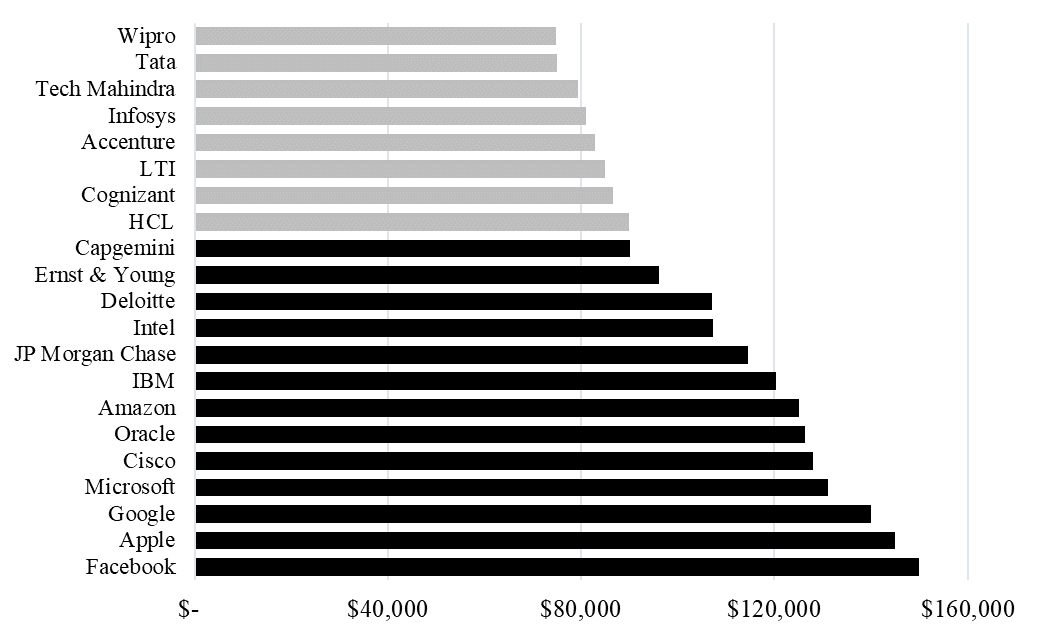 Wipro
Tata
Tech Mahindra
Infosys
Accenture
LTI
Cognizant
HCL
Capgemini
Ernst & Young
Deloitte
Intel
JP Morgan Chase
IBM
Amazon
Oracle
Cisco
Microsoft
Google
Apple
Facebook
$- $40,000 $80,000 $120,000 $160,000